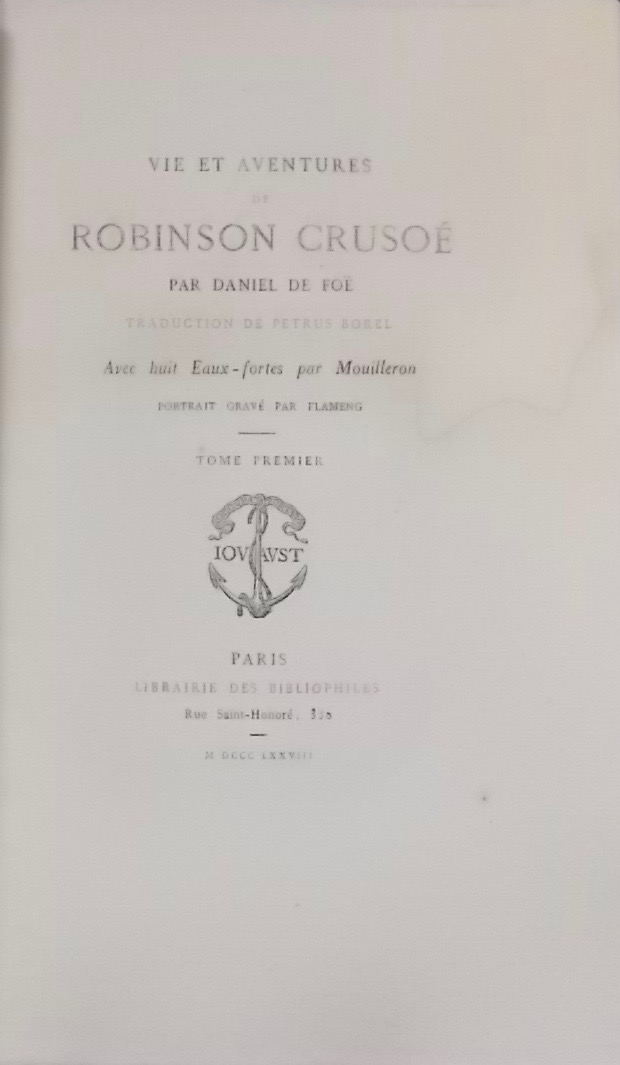 VIE ET AVENTURES
DE
ROBINSON CRUSOÉ
PAR DANIEL DE FOË
TRADUCTION DE PETRUS BOREL
Avec huit Eaux-fortes par Mouilleron
PORTRAIT GRAVÉ PAR FLAMENG
TOME PREMIER
IOVAVST
PARIS
LIBRAIRIE DES BIBLIOPHILES
Rue Saint-Honoré, 338
M DCCC LXXVIII